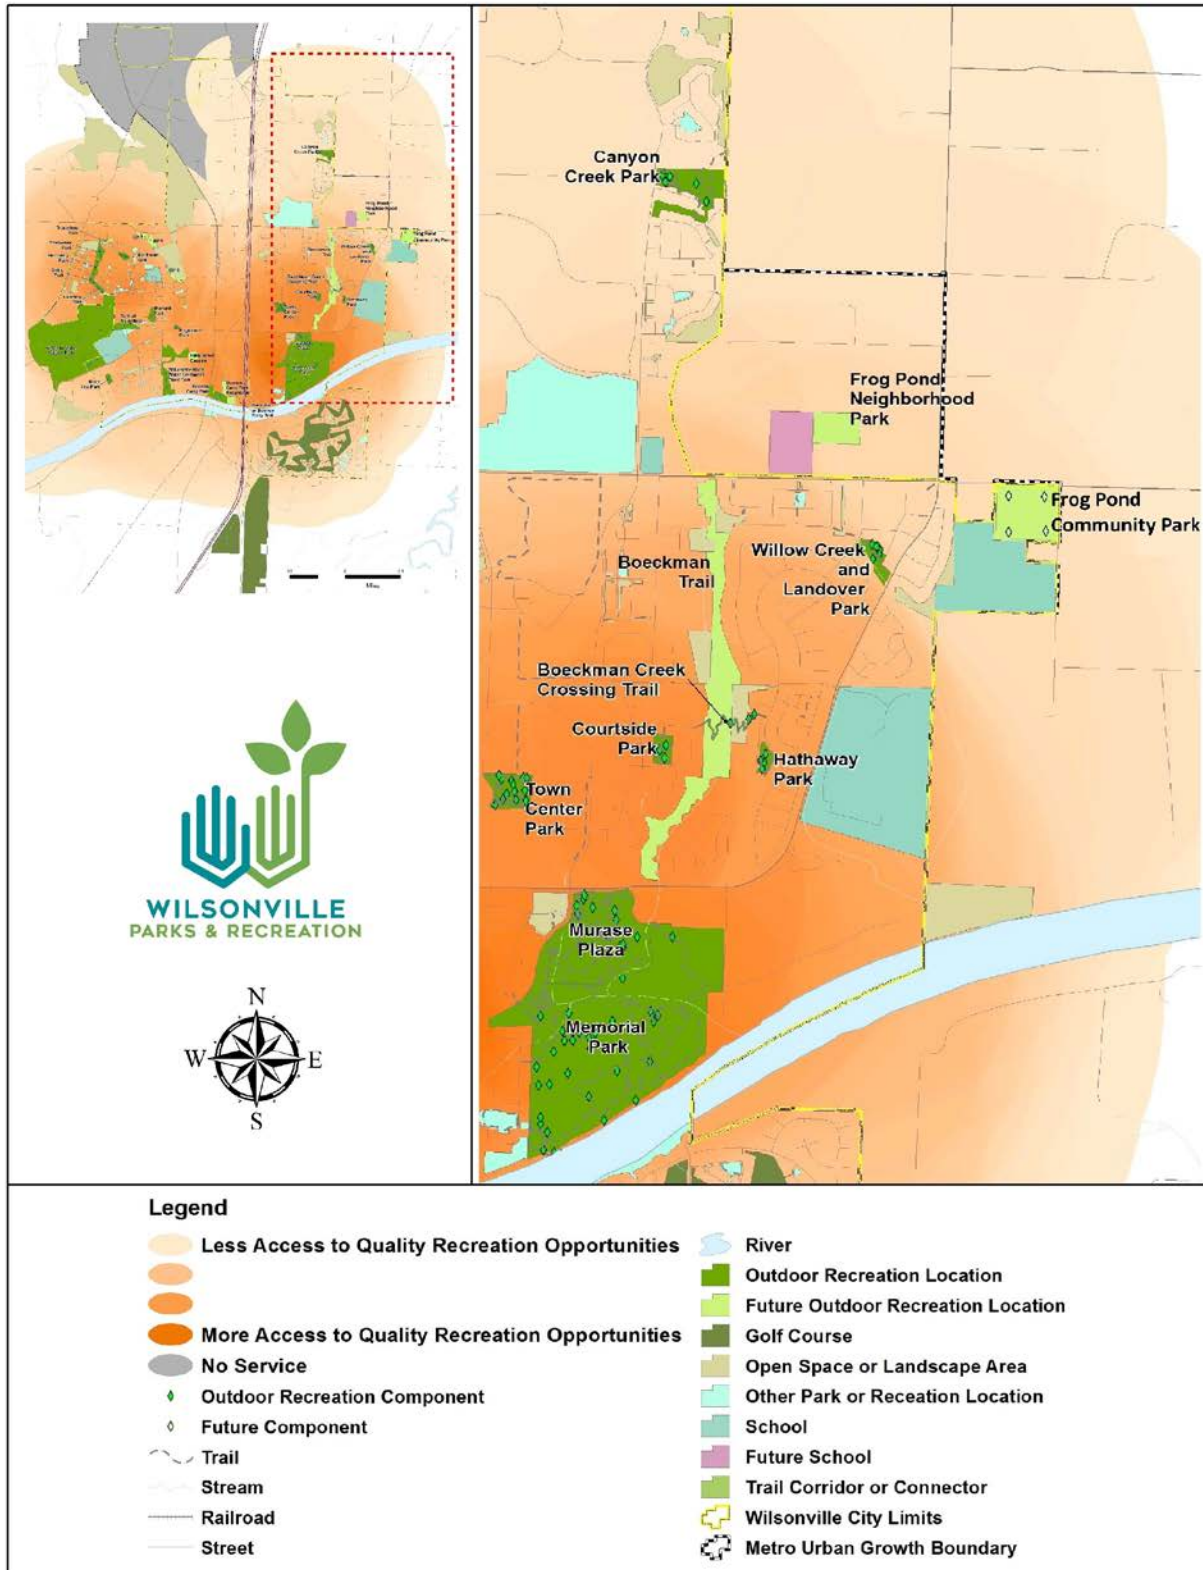 Canyon
Creek Park
Frog Pond
Neighborhood
Park
Frog Pond
Community Park
Willow Creek
and
Landover
Park
Boeckman
Trail
Boeckman Creek
Crossing Trail
Courtside
Park
Hathaway
Park
Town
Center
Park
Murase
Plaza
Memorial
Park
WILSONVILLE
PARKS & RECREATION
N
W
E
S
Legend
Less Access to Quality Recreation Opportunities
More Access to Quality Recreation Opportunities
No Service
Outdoor Recreation Component
Future Component
Trail
Stream
Railroad
Street
River
Outdoor Recreation Location
Future Outdoor Recreation Location
Golf Course
Open Space or Landscape Area
Other Park or Receation Location
School
Future School
Trail Corridor or Connector
Wilsonville City Limits
Metro Urban Growth Boundary